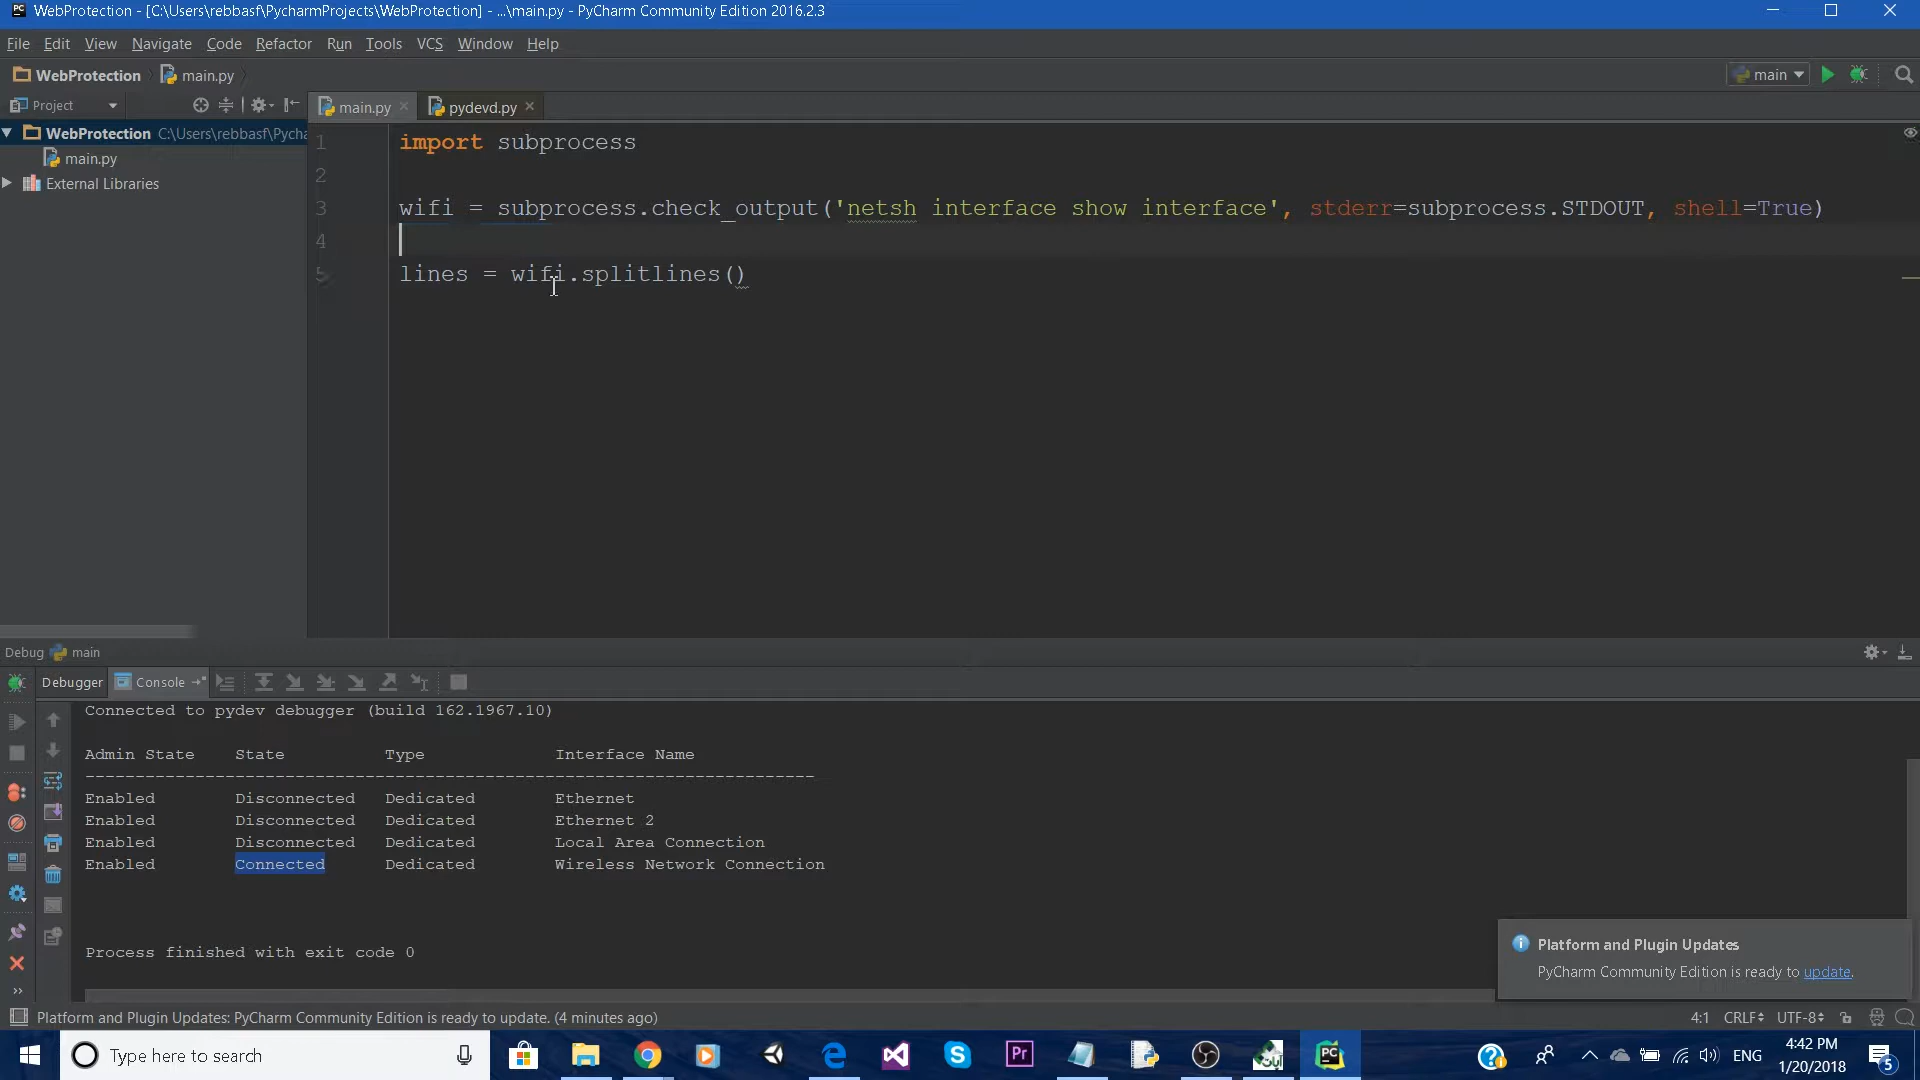 WebProtection - [C:\Users\rebbasf\PycharmProjects\WebProtection] - ...\main.py - PyCharm Community Edition 2016.2.3
File Edit View Navigate Code Refactor Run Tools VCS Window Help
WebProtection main.py main
Project main.py pydevd.py
WebProtection C:\Users\rebbasf\Pycha
main.py
External Libraries
1 import subprocess
2
3 wifi = subprocess.check_output('netsh interface show interface', stderr=subprocess.STDOUT, shell=True)
4
5 lines = wifi.splitlines()
Debug main
Debugger Console
Connected to pydev debugger (build 162.1967.10)
Admin State State Type Interface Name
-------------------------------------------------------------------------
Enabled Disconnected Dedicated Ethernet
Enabled Disconnected Dedicated Ethernet 2
Enabled Disconnected Dedicated Local Area Connection
Enabled Connected Dedicated Wireless Network Connection
Process finished with exit code 0
Platform and Plugin Updates
PyCharm Community Edition is ready to update.
Platform and Plugin Updates: PyCharm Community Edition is ready to update. (4 minutes ago) 4:1 CRLF UTF-8
Type here to search ENG 4:42 PM
1/20/2018 5